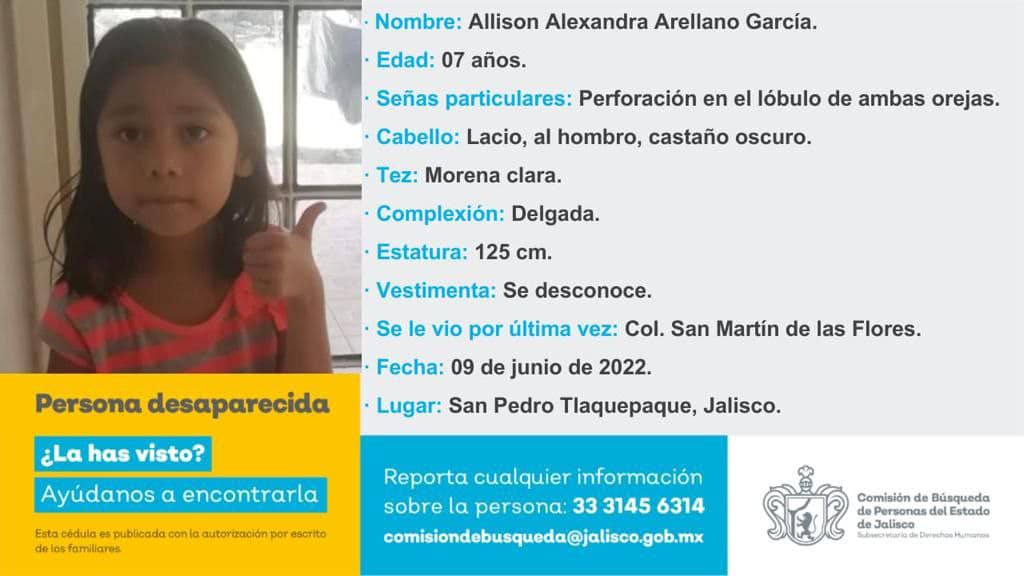 · Nombre: Allison Alexandra Arellano García.
· Edad: 07 años.
· Señas particulares: Perforación en el lóbulo de ambas orejas.
· Cabello: Lacio, al hombro, castaño oscuro.
· Tez: Morena clara.
· Complexión: Delgada.
· Estatura: 125 cm.
· Vestimenta: Se desconoce.
· Se le vio por última vez: Col. San Martín de las Flores.
· Fecha: 09 de junio de 2022.
· Lugar: San Pedro Tlaquepaque, Jalisco.
Persona desaparecida
¿La has visto?
Ayúdanos a encontrarla
Esta cédula es publicada con la autorización por escrito
de los familiares.
Reporta cualquier información
sobre la persona: 33 3145 6314
comisiondebusqueda@jalisco.gob.mx
Comisión de Búsqueda
de Personas del Estado
de Jalisco
Subsecretaría de Derechos Humanos